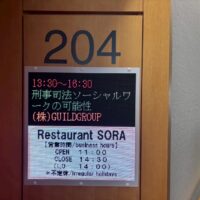 204
13:30～16:30
刑事司法ソーシャルワ
ークの可能性
(株)GUILDGROUP
Restaurant SORA
【営業時間/business hours】
OPEN 11:00
CLOSE 14:30
14:00)
*不定休/Irregular holidays